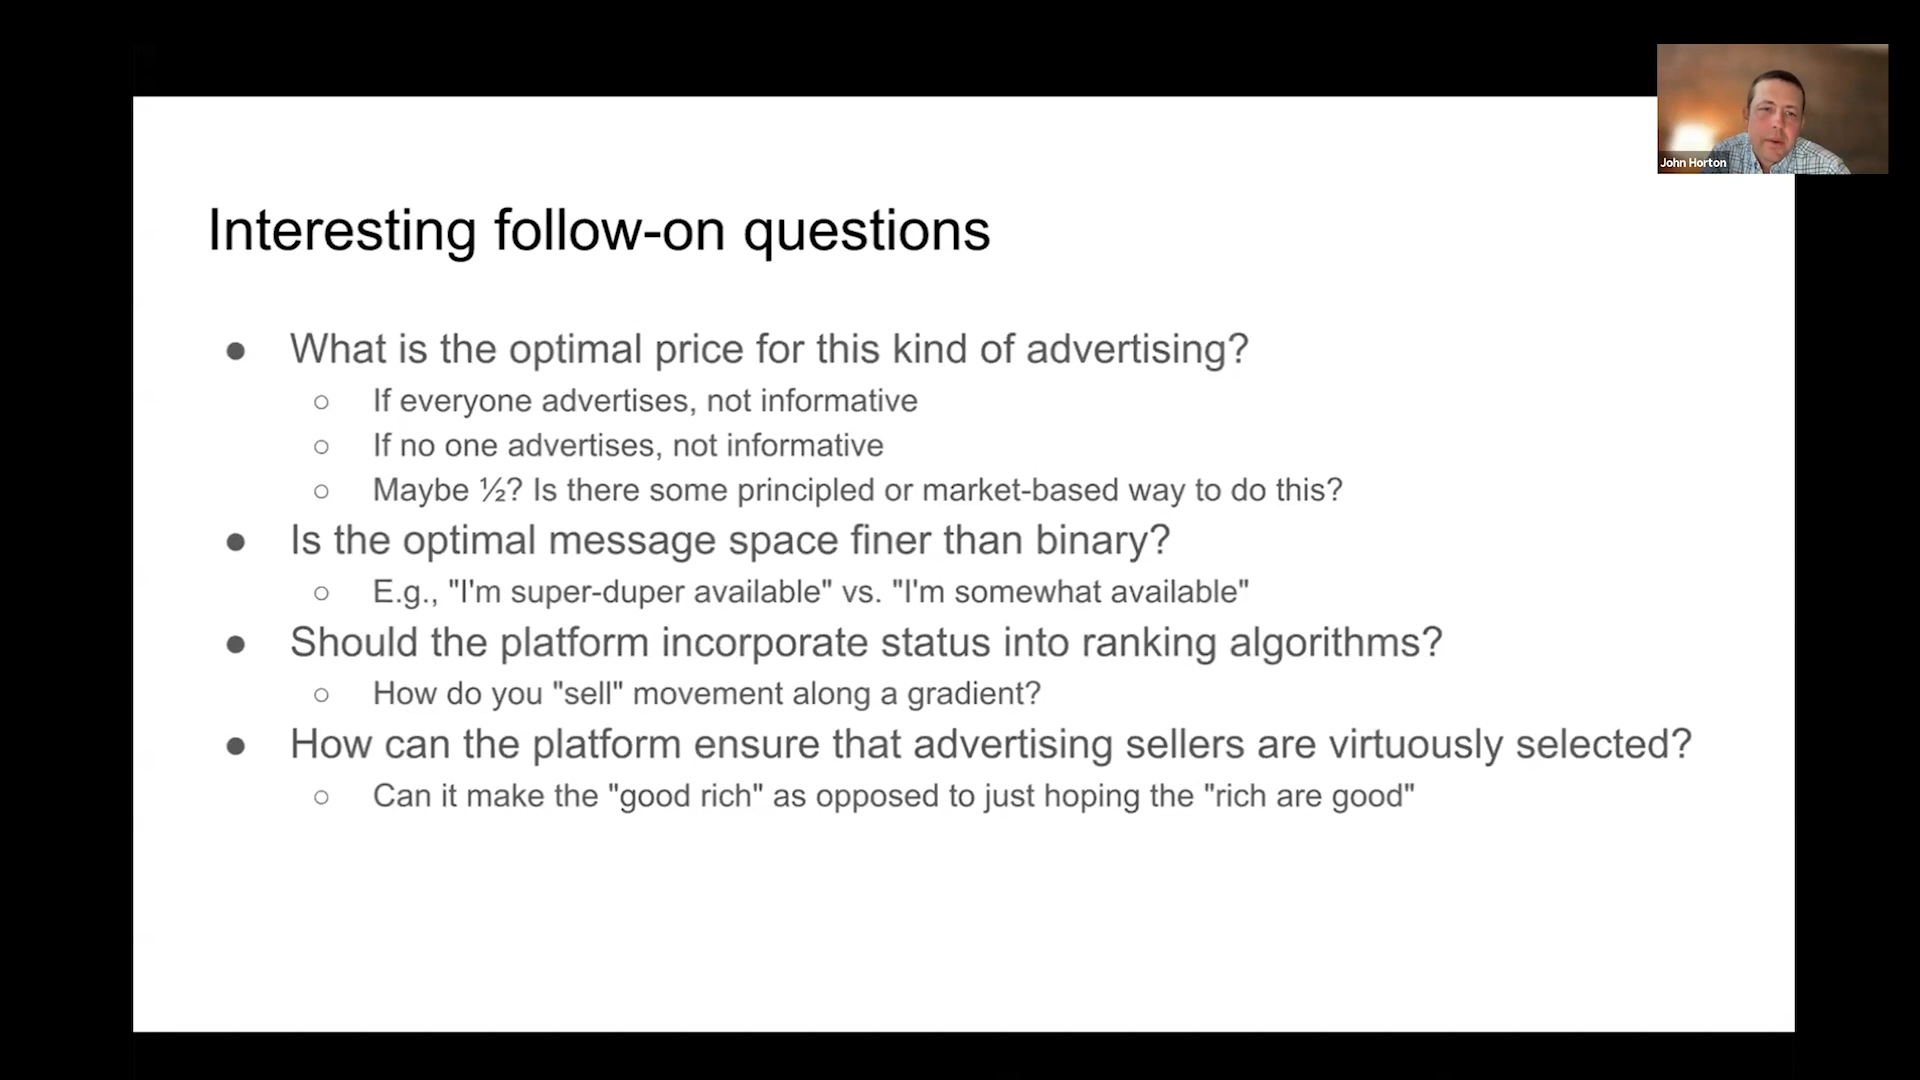 John Horton
Interesting follow-on questions
● What is the optimal price for this kind of advertising?
○ If everyone advertises, not informative
○ If no one advertises, not informative
○ Maybe ½? Is there some principled or market-based way to do this?
● Is the optimal message space finer than binary?
○ E.g., "I'm super-duper available" vs. "I'm somewhat available"
● Should the platform incorporate status into ranking algorithms?
○ How do you "sell" movement along a gradient?
● How can the platform ensure that advertising sellers are virtuously selected?
○ Can it make the "good rich" as opposed to just hoping the "rich are good"